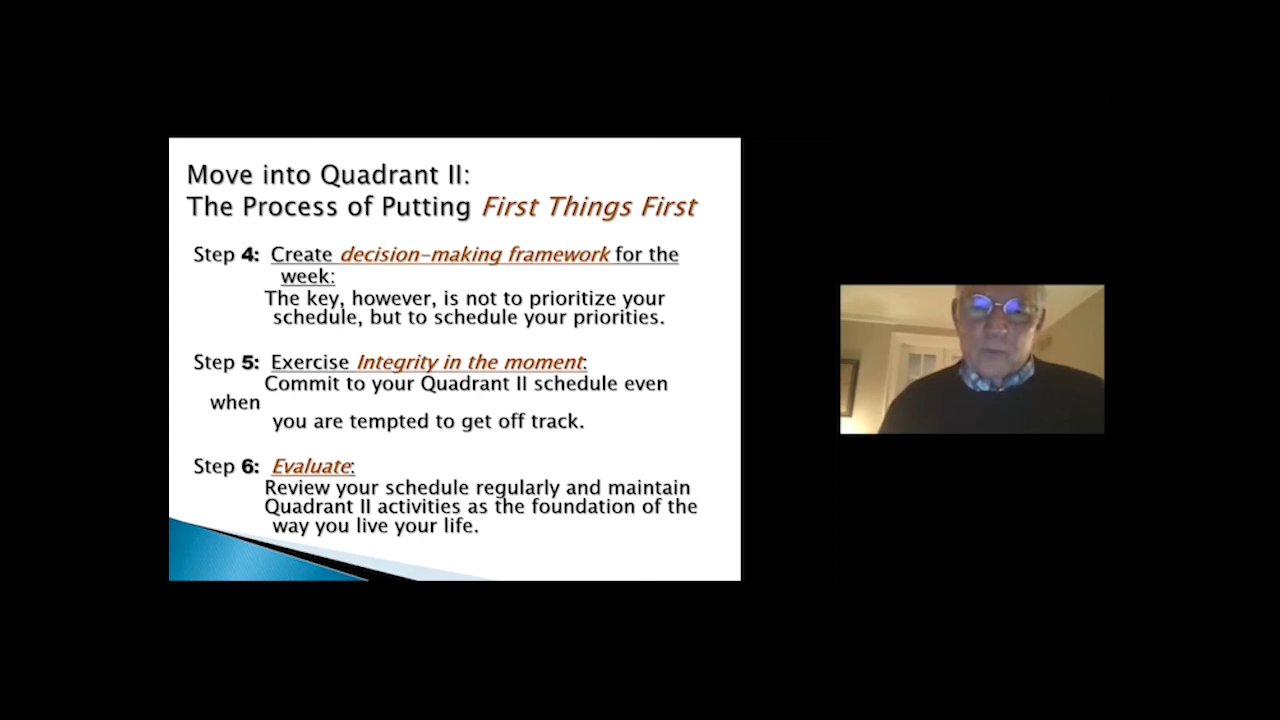 Move into Quadrant II:
The Process of Putting First Things First
Step 4: Create decision-making framework for the
week:
The key, however, is not to prioritize your
schedule, but to schedule your priorities.
Step 5: Exercise Integrity in the moment:
Commit to your Quadrant II schedule even
when
you are tempted to get off track.
Step 6: Evaluate:
Review your schedule regularly and maintain
Quadrant II activities as the foundation of the
way you live your life.